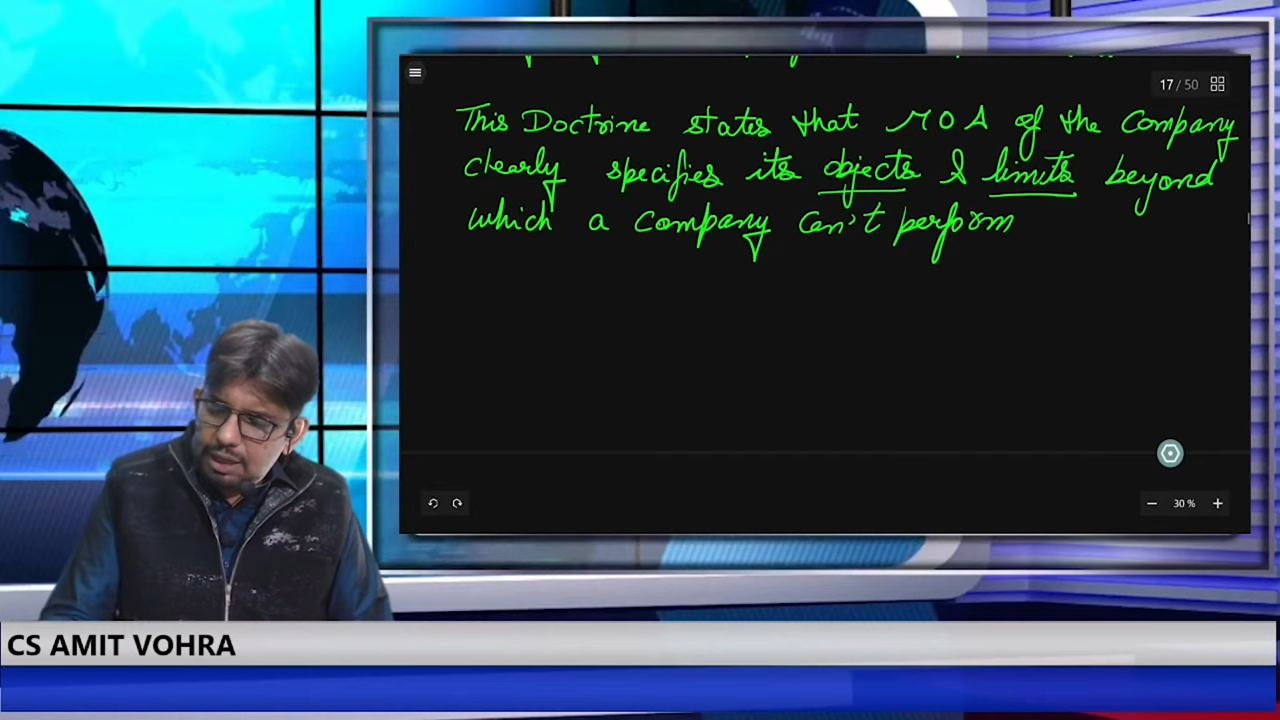 17 / 50
This Doctrine states that MOA of the Company
clearly specifies its objects & limits beyond
which a company can't perform
30 %
CS AMIT VOHRA